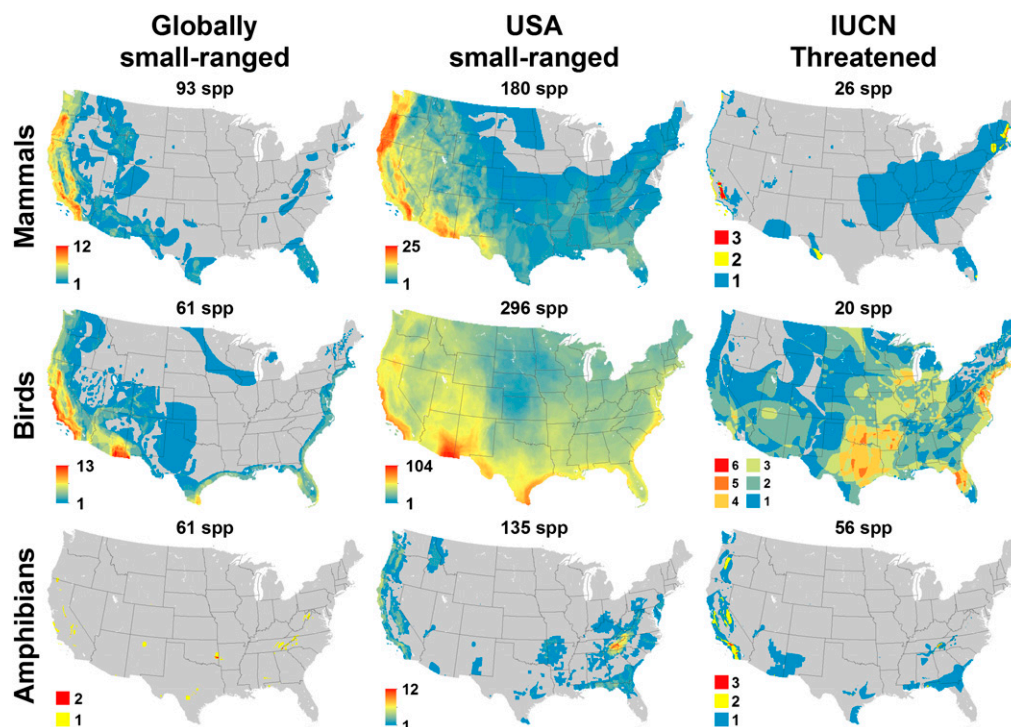 Globally
small-ranged
USA
small-ranged
IUCN
Threatened
Mammals
93 spp
12
1
180 spp
25
1
26 spp
3
2
1
Birds
61 spp
13
1
296 spp
104
1
20 spp
6 3
5 2
4 1
Amphibians
61 spp
2
1
135 spp
12
1
56 spp
3
2
1